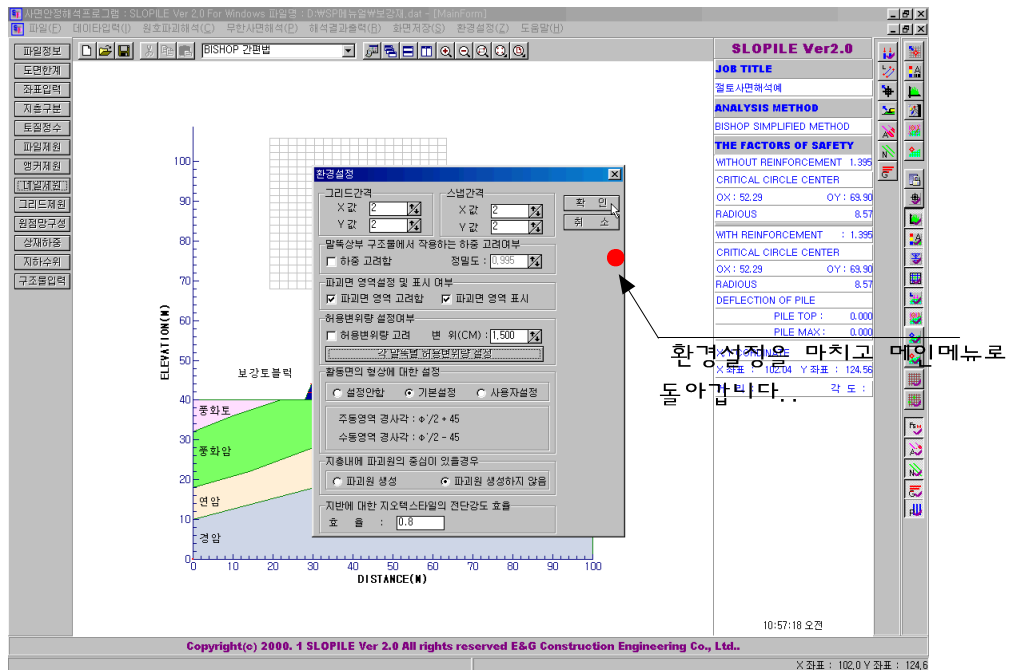 사면안정해석프로그램 : SLOPILE Ver 2.0 For Windows 파일명 : D:\SP메뉴얼\보강재.dat - [MainForm]
파일(F) 데이타입력(I) 원호파괴해석(C) 무한사면해석(P) 해석결과출력(R) 화면저장(S) 환경설정(Z) 도움말(H)
BISHOP 간편법
파일정보
도면한계
좌표입력
지층구분
토질정수
파일제원
앵커제원
네일제원
그리드제원
원점망구성
상재하중
지하수위
구조물입력
ELEVATION(M)
100
90
80
70
60
50
40
30
20
10
0
보강토블럭
풍화토
풍화암
연암
경암
0 10 20 30 40 50 60 70 80 90 100
DISTANCE(M)
환경설정
그리드간격
X 값 2
Y 값 2
스냅간격
X 값 2
Y 값 2
확 인
취 소
말뚝상부 구조물에서 작용하는 하중 고려여부
하중 고려함 정밀도 : 0,995
파괴면 영역설정 및 표시 여부
파괴면 영역 고려함 파괴면 영역 표시
허용변위량 설정여부
허용변위량 고려 변 위(CM) : 1,500
각 말뚝별 허용변위량 설정
활동면의 형상에 대한 설정
설정안함 기본설정 사용자설정
주동영역 경사각 : φ'/2 + 45
수동영역 경사각 : φ'/2 - 45
지층내에 파괴원의 중심이 있을경우
파괴원 생성 파괴원 생성하지 않음
지반에 대한 지오텍스타일의 전단강도 효율
효 율 : 0.8
SLOPILE Ver2.0
JOB TITLE
절토사면해석예
ANALYSIS METHOD
BISHOP SIMPLIFIED METHOD
THE FACTORS OF SAFETY
WITHOUT REINFORCEMENT 1.395
CRITICAL CIRCLE CENTER
OX : 52.29 OY : 69.90
RADIOUS 8.57
WITH REINFORCEMENT : 1.395
CRITICAL CIRCLE CENTER
OX : 52.29 OY : 69.90
RADIOUS 8.57
DEFLECTION OF PILE
PILE TOP : 0.000
PILE MAX : 0.000
X 좌표 : 102.04 Y 좌표 : 124.56
각 도 :
환경설정을 마치고 메인메뉴로
돌아갑니다..
10:57:18 오전
Copyright(c) 2000. 1 SLOPILE Ver 2.0 All rights reserved E&G Construction Engineering Co., Ltd..
X 좌표 : 102,0 Y 좌표 : 124,6